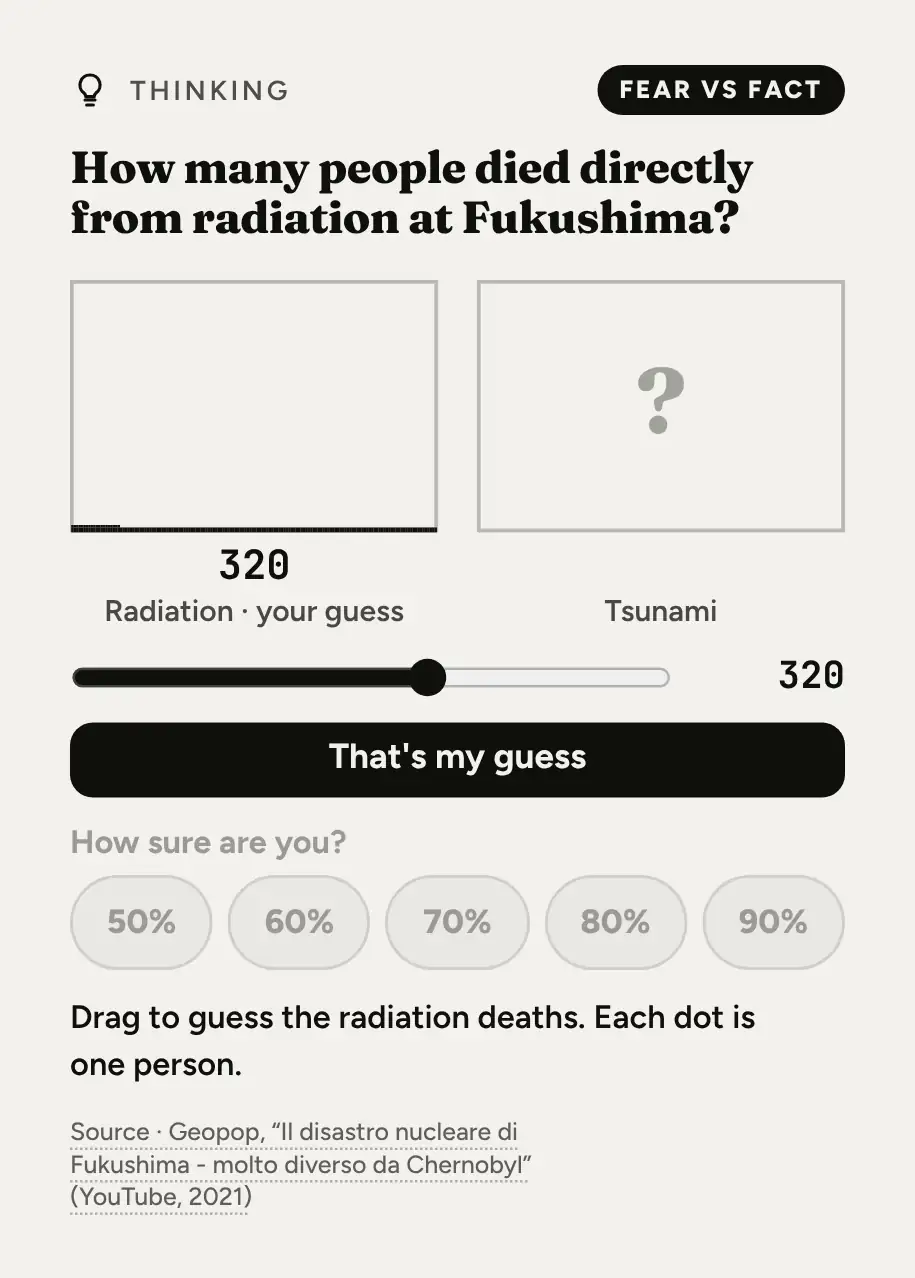 THINKING
FEAR VS FACT
How many people died directly
from radiation at Fukushima?
?
320
Radiation · your guess
Tsunami
320
That's my guess
How sure are you?
50%
60%
70%
80%
90%
Drag to guess the radiation deaths. Each dot is
one person.
Source · Geopop, “Il disastro nucleare di
Fukushima - molto diverso da Chernobyl”
(YouTube, 2021)